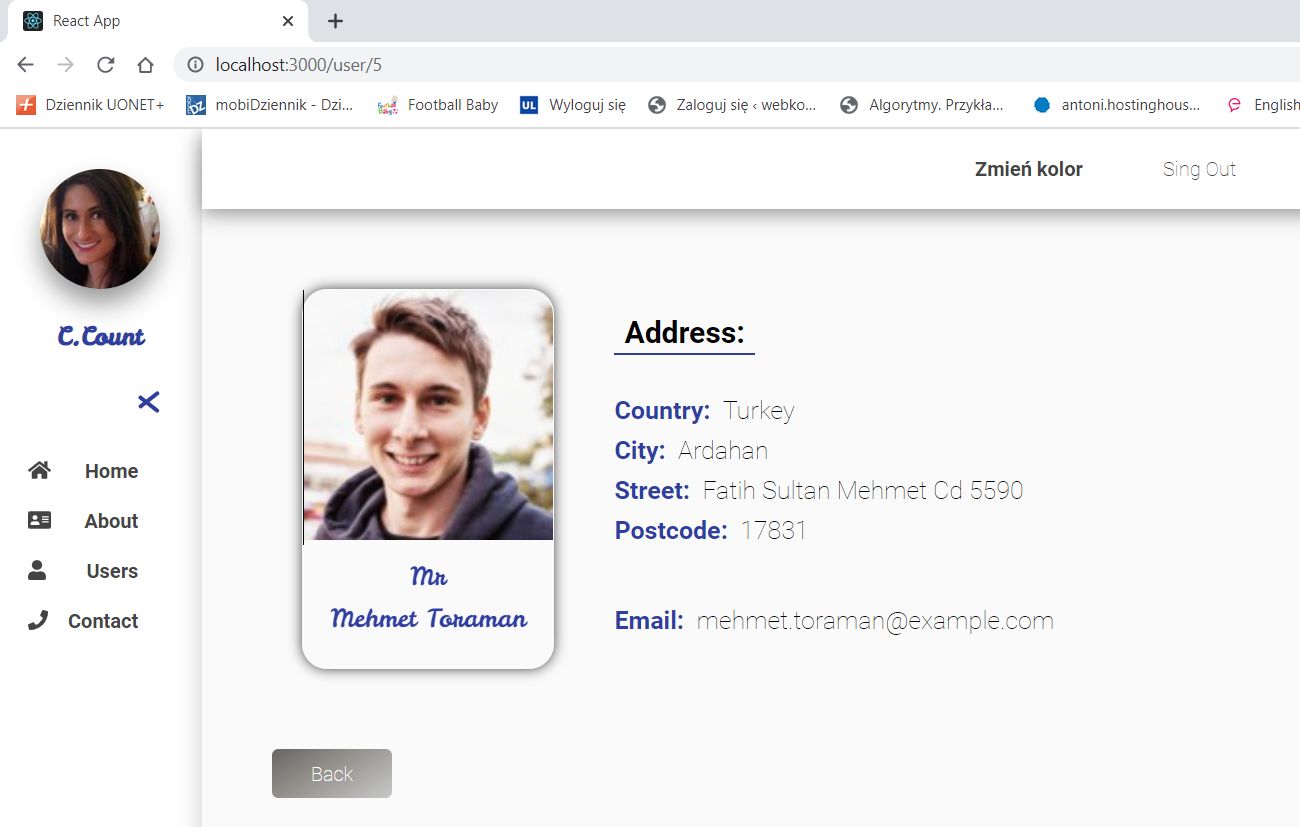 React App
localhost:3000/user/5
Dziennik UONET+ mobiDziennik - Dzi... Football Baby UL Wyloguj się Zaloguj się ‹ webko... Algorytmy. Przykła... antoni.hostinghous... English
Zmień kolor Sing Out
C.Count
Home
About
Users
Contact
Mr
Mehmet Toraman
Address:
Country: Turkey
City: Ardahan
Street: Fatih Sultan Mehmet Cd 5590
Postcode: 17831
Email: mehmet.toraman@example.com
Back